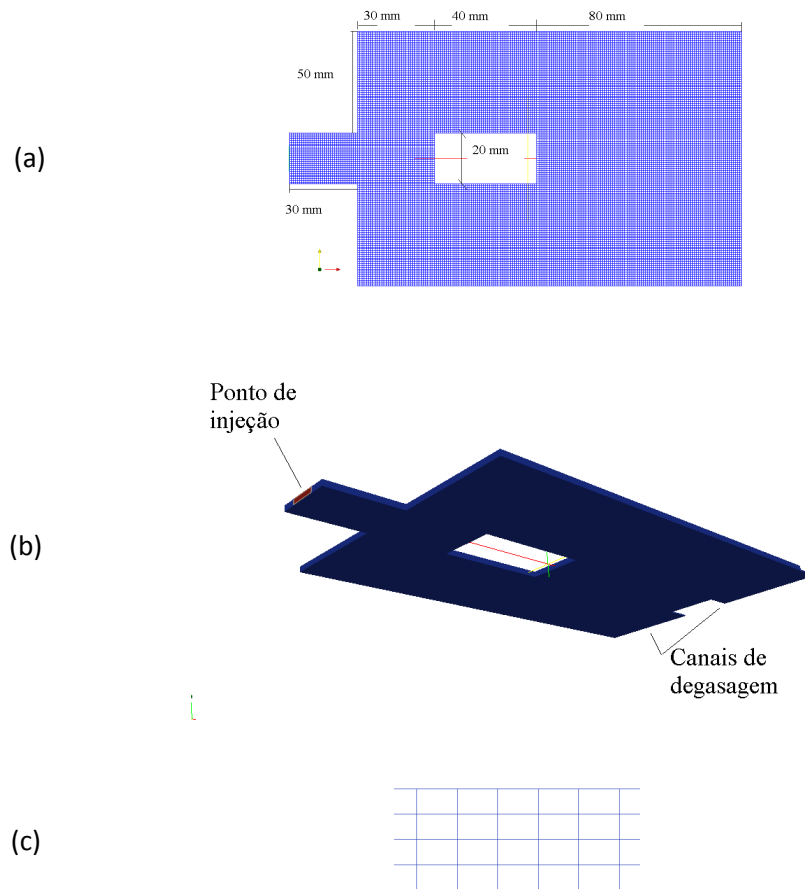 30 mm
40 mm
80 mm
50 mm
(a)
20 mm
30 mm
Ponto de
injeção
(b)
Canais de
degasagem
(c)